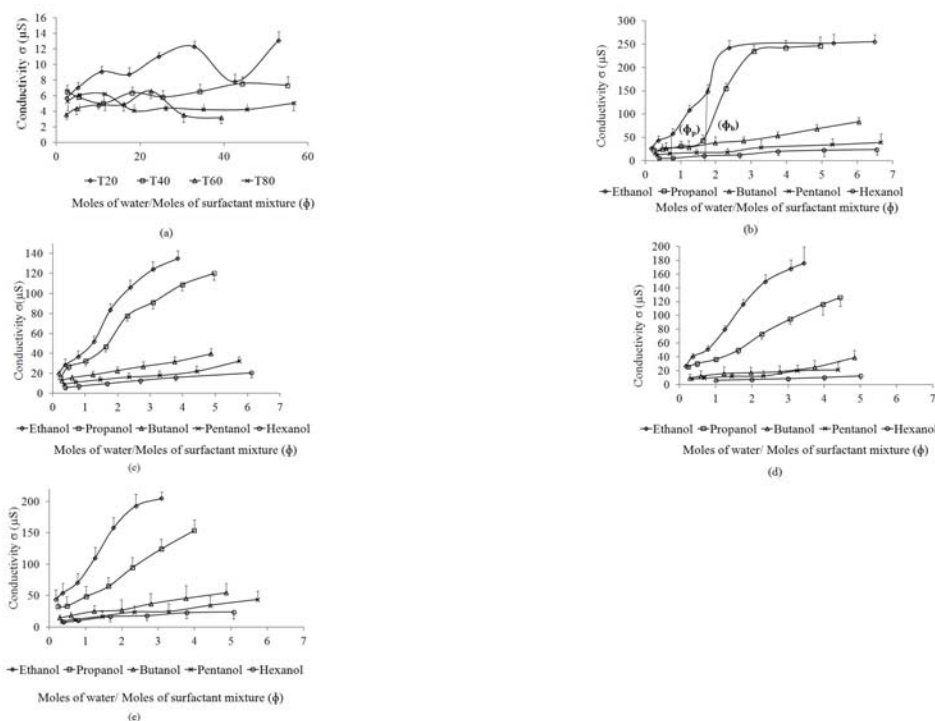 Conductivity σ (μS)
16
14
12
10
8
6
4
2
0
0 20 40 60
T20 T40 T60 T80
Moles of water/Moles of surfactant mixture (ϕ)
(a)
Conductivity σ (μS)
300
250
200
150
100
50
0
(ϕp)
(ϕb)
0 1 2 3 4 5 6 7
Ethanol Propanol Butanol Pentanol Hexanol
Moles of water/Moles of surfactant mixture (ϕ)
(b)
Conductivity σ(μS)
140
120
100
80
60
40
20
0
0 1 2 3 4 5 6 7
Ethanol Propanol Butanol Pentanol Hexanol
Moles of water/Moles of surfactant mixture (ϕ)
(c)
Conductivity σ (μS)
200
180
160
140
120
100
80
60
40
20
0
0 1 2 3 4 5 6 7
Ethanol Propanol Butanol Pentanol Hexanol
Moles of water/ Moles of surfactant mixture (ϕ)
(d)
Conductivity σ (μS)
200
150
100
50
0
0 1 2 3 4 5 6 7
Ethanol Propanol Butanol Pentanol Hexanol
Moles of water/ Moles of surfactant mixture (ϕ)
(e)